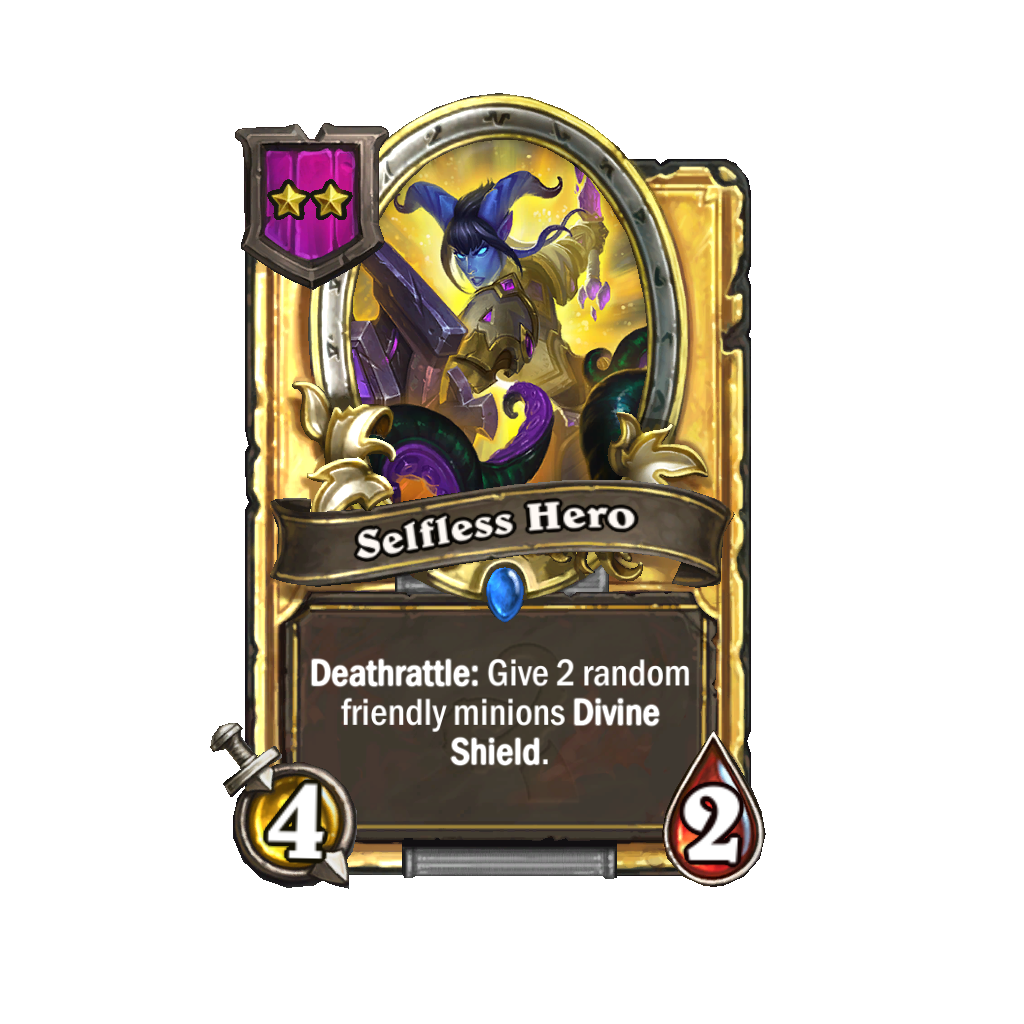 Selfless Hero
Deathrattle: Give 2 random
friendly minions Divine
Shield.
4
2